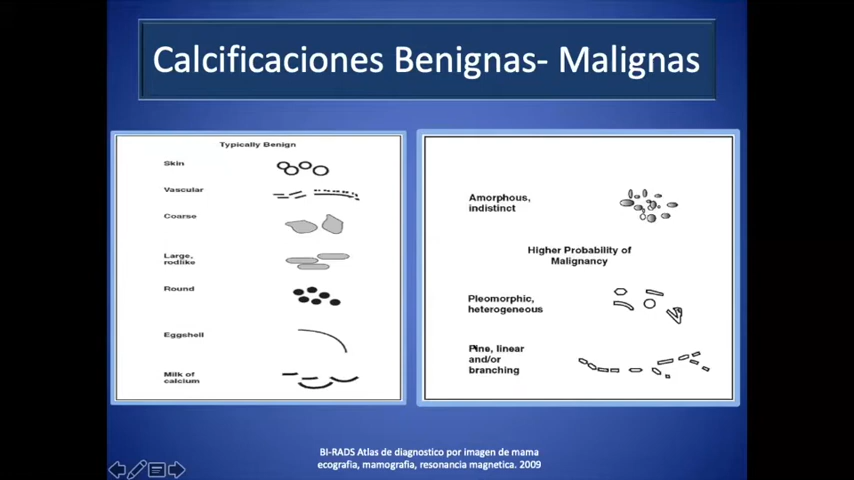 Calcificaciones Benignas- Malignas
Typically Benign
Skin
Vascular
Coarse
Large,
rodlike
Round
Eggshell
Milk of
calcium
Amorphous,
indistinct
Higher Probability of
Malignancy
Pleomorphic,
heterogeneous
Pine, linear
and/or
branching
BI-RADS Atlas de diagnostico por imagen de mama
ecografia, mamografia, resonancia magnetica. 2009